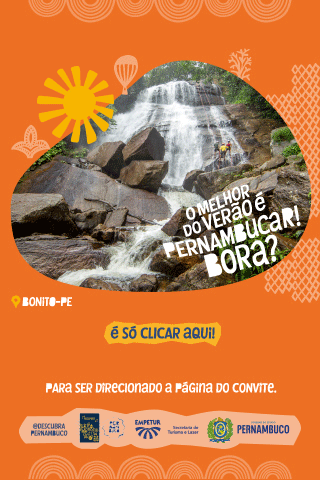 O MELHOR
DO VERÃO É
PERNAMBUCAR!
BORA?
BONITO-PE
É SÓ CLICAR AQUI!
PARA SER DIRECIONADO A PÁGINA DO CONVITE.
@DESCUBRA
PERNAMBUCO
EMPETUR
Secretaria de
Turismo e Lazer
PERNAMBUCO